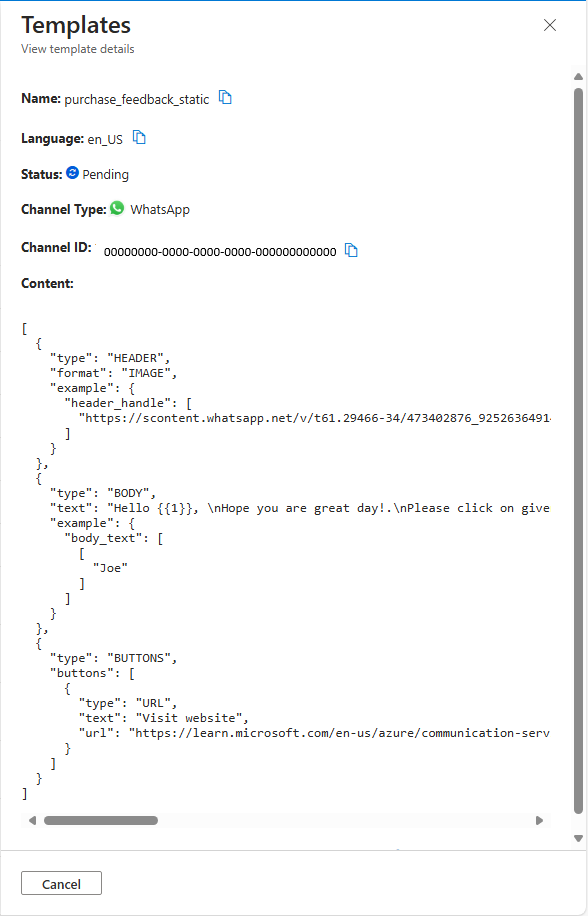 Templates
View template details
Name: purchase_feedback_static
Language: en_US
Status: Pending
Channel Type: WhatsApp
Channel ID: 00000000-0000-0000-0000-000000000000
Content:
[
  {
    "type": "HEADER",
    "format": "IMAGE",
    "example": {
      "header_handle": [
        "https://scontent.whatsapp.net/v/t61.29466-34/473402876_9252636491
      ]
    }
  },
  {
    "type": "BODY",
    "text": "Hello {{1}}, \nHope you are great day!.\nPlease click on give
    "example": {
      "body_text": [
        [
          "Joe"
        ]
      ]
    }
  },
  {
    "type": "BUTTONS",
    "buttons": [
      {
        "type": "URL",
        "text": "Visit website",
        "url": "https://learn.microsoft.com/en-us/azure/communication-serv
      }
    ]
  }
]
Cancel